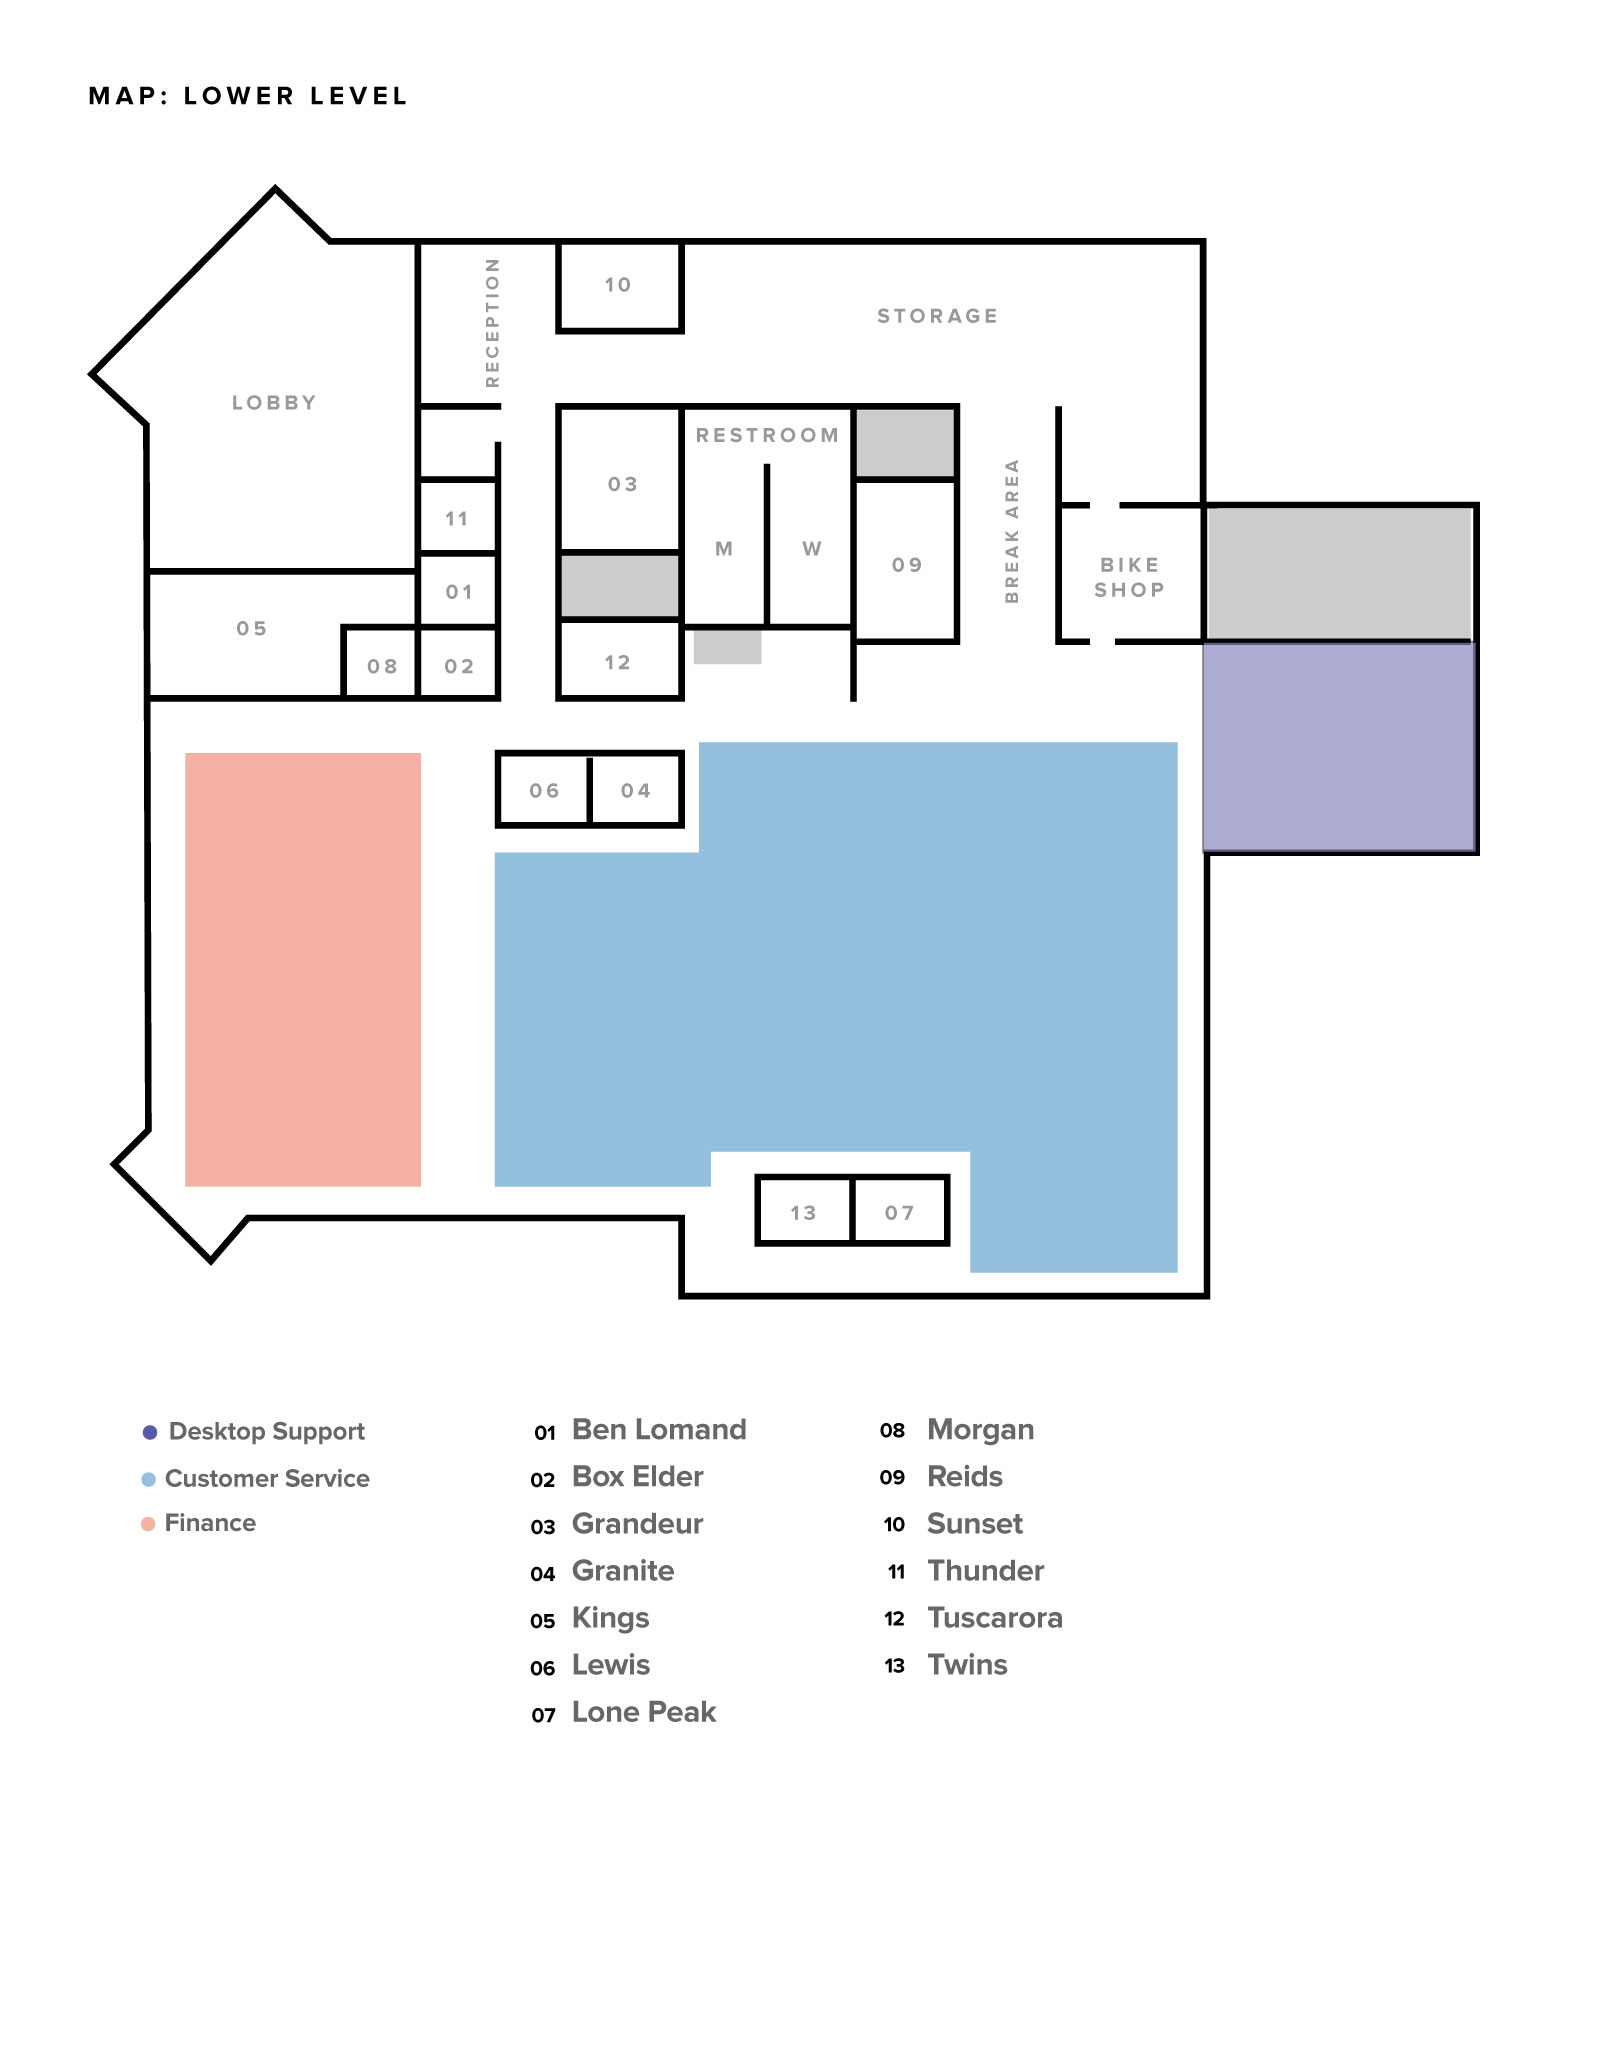 MAP: LOWER LEVEL
10
RECEPTION
STORAGE
LOBBY
RESTROOM
03
11
M
W
BREAK AREA
09
BIKE
SHOP
01
05
08
02
12
06
04
13
07
Desktop Support
Customer Service
Finance
01 Ben Lomand
02 Box Elder
03 Grandeur
04 Granite
05 Kings
06 Lewis
07 Lone Peak
08 Morgan
09 Reids
10 Sunset
11 Thunder
12 Tuscarora
13 Twins